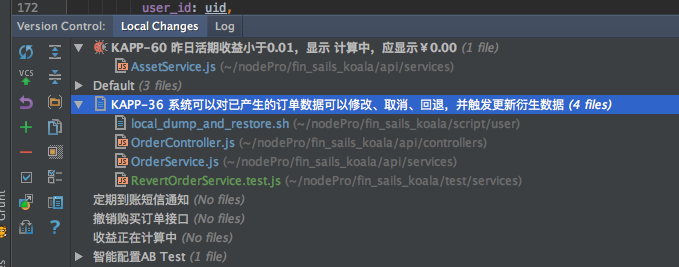 172 user_id: uid,
Version Control: Local Changes Log
KAPP-60 昨日活期收益小于0.01，显示 计算中，应显示￥0.00 (1 file)
AssetService.js (~/nodePro/fin_sails_koala/api/services)
Default (3 files)
KAPP-36 系统可以对已产生的订单数据可以修改、取消、回退，并触发更新衍生数据 (4 files)
local_dump_and_restore.sh (~/nodePro/fin_sails_koala/script/user)
OrderController.js (~/nodePro/fin_sails_koala/api/controllers)
OrderService.js (~/nodePro/fin_sails_koala/api/services)
RevertOrderService.test.js (~/nodePro/fin_sails_koala/test/services)
定期到账短信通知 (No files)
撤销购买订单接口 (No files)
收益正在计算中 (No files)
智能配置AB Test (1 file)
VCS
Grunt